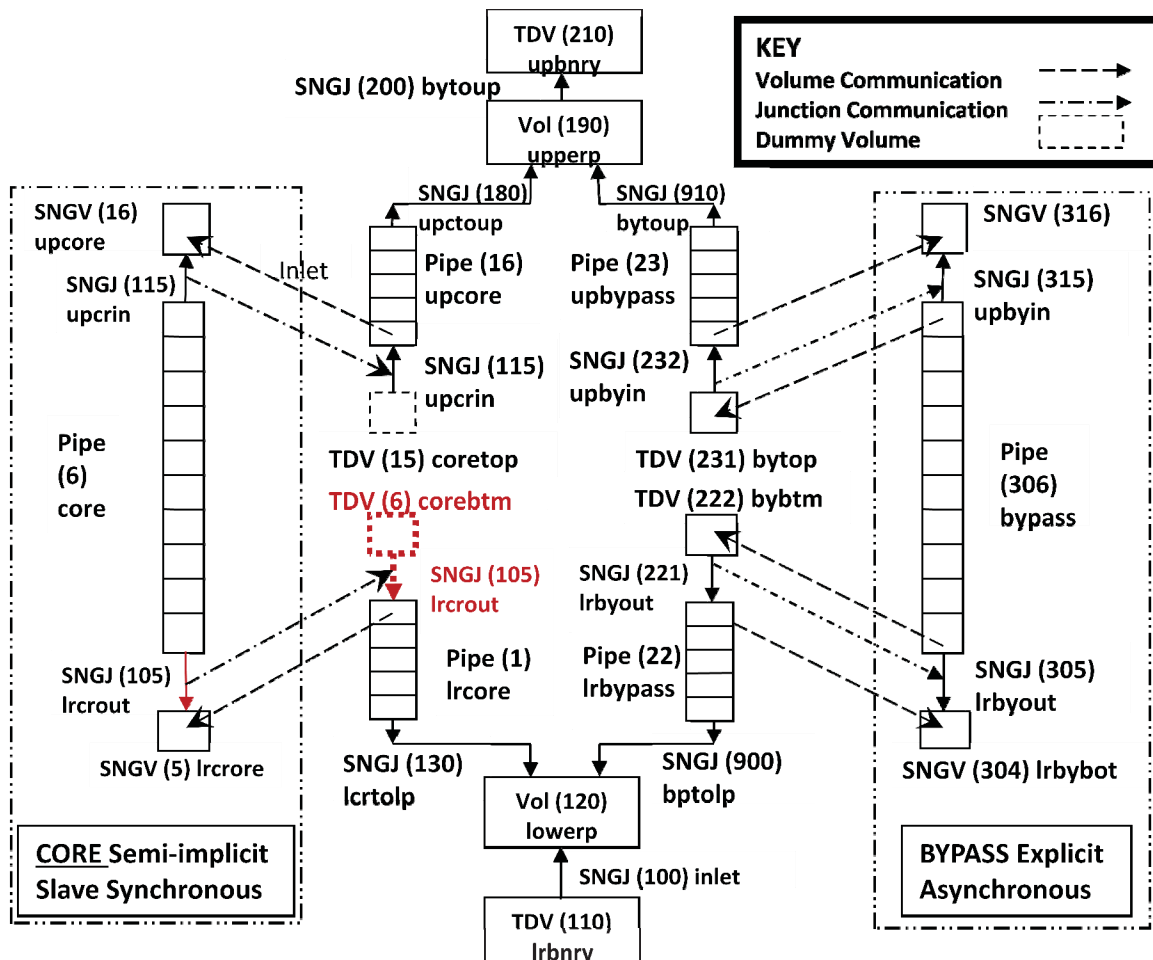 TDV (210)
upbnry
SNGJ (200) bytoup
Vol (190)
upperp
KEY
Volume Communication
Junction Communication
Dummy Volume
SNGV (16)
upcore
SNGJ (115)
upcrin
Pipe
(6)
core
SNGJ (105)
lrcrout
SNGV (5) lrcrore
CORE Semi-implicit
Slave Synchronous
Inlet
SNGJ (180)
upctoup
Pipe (16)
upcore
SNGJ (115)
upcrin
TDV (15) coretop
TDV (6) corebtm
SNGJ (105)
lrcrout
Pipe (1)
lrcore
SNGJ (130)
lcrtolp
SNGJ (910)
bytoup
Pipe (23)
upbypass
SNGJ (232)
upbyin
TDV (231) bytop
TDV (222) bybtm
SNGJ (221)
lrbyout
Pipe (22)
lrbypass
SNGJ (900)
bptolp
Vol (120)
lowerp
SNGJ (100) inlet
TDV (110)
lrbnry
SNGV (316)
SNGJ (315)
upbyin
Pipe
(306)
bypass
SNGJ (305)
lrbyout
SNGV (304) lrbybot
BYPASS Explicit
Asynchronous